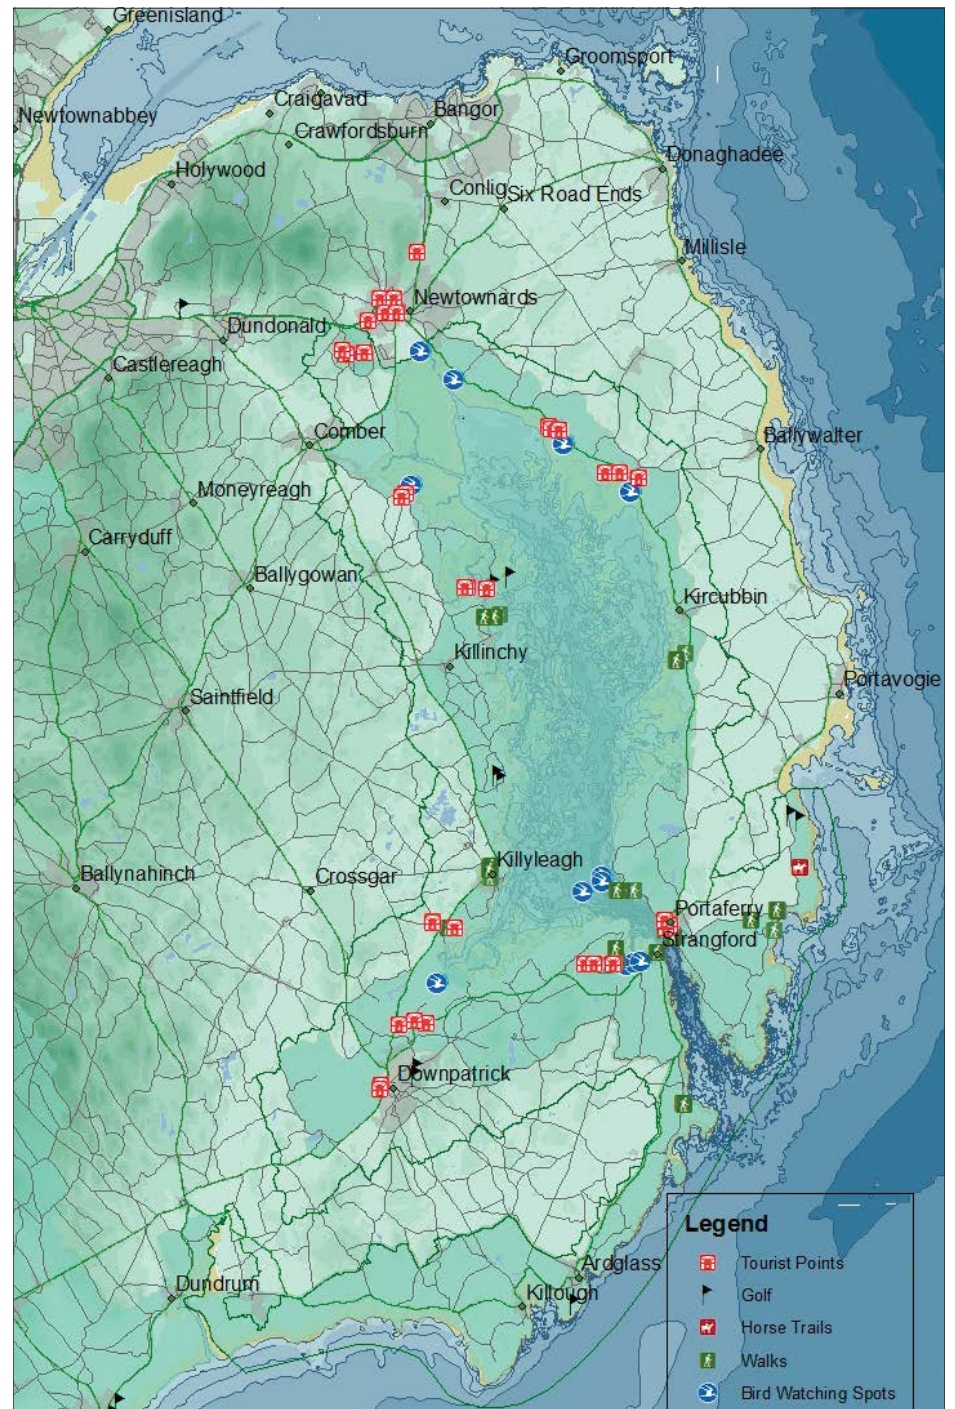 Greenisland
Groomsport
Newtownabbey
Craigavad
Bangor
Crawfordsburn
Donaghadee
Holywood
Conlig
Six Road Ends
Millisle
Newtownards
Dundonald
Castlereagh
Comber
Ballywalter
Moneyreagh
Carryduff
Ballygowan
Kircubbin
Killinchy
Portavogie
Saintfield
Killyleagh
Ballynahinch
Crossgar
Portaferry
Strangford
Downpatrick
Ardglass
Dundrum
Killough
Legend
Tourist Points
Golf
Horse Trails
Walks
Bird Watching Spots